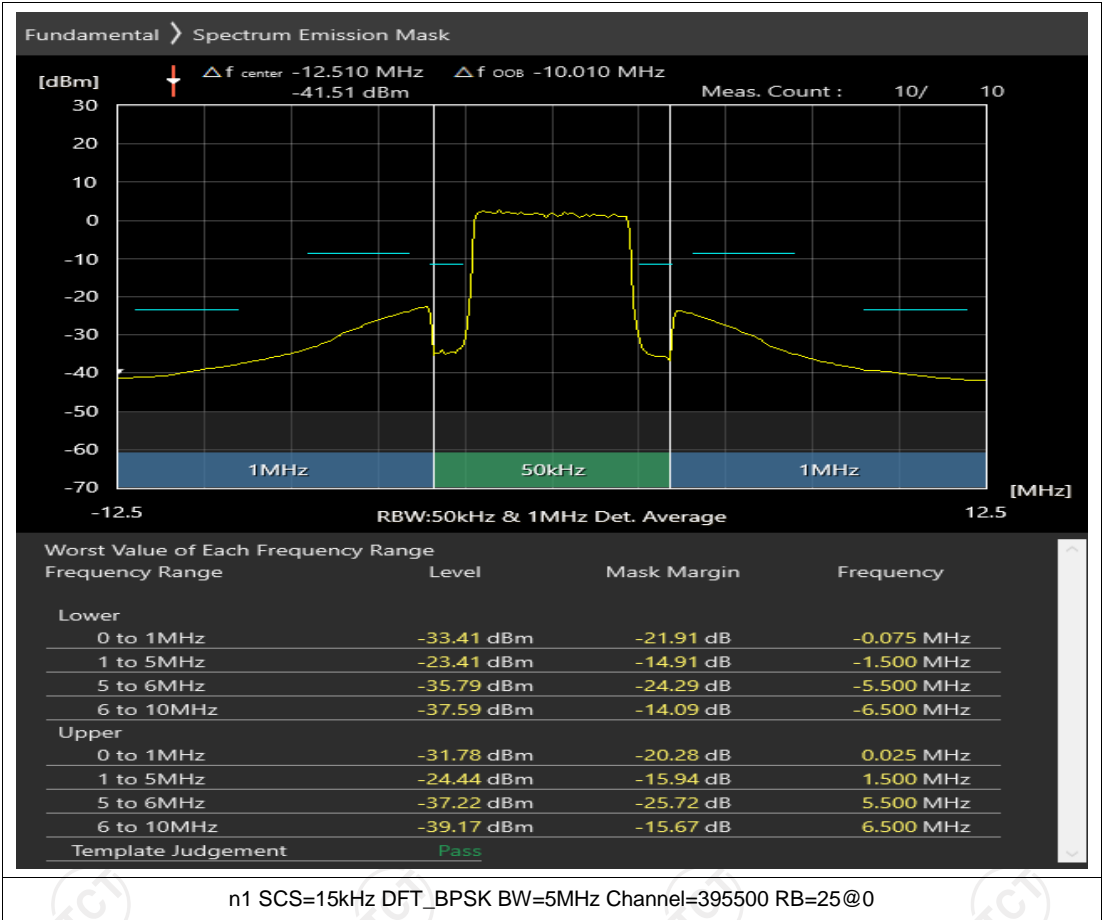 Fundamental 》 Spectrum Emission Mask
[dBm] Δf center -12.510 MHz Δf OOB -10.010 MHz
-41.51 dBm Meas. Count : 10/ 10
30
20
10
0
-10
-20
-30
-40
-50
-60
1MHz 50kHz 1MHz
-70
[MHz]
-12.5 RBW:50kHz & 1MHz Det. Average 12.5
Worst Value of Each Frequency Range
Frequency Range Level Mask Margin Frequency
Lower
0 to 1MHz -33.41 dBm -21.91 dB -0.075 MHz
1 to 5MHz -23.41 dBm -14.91 dB -1.500 MHz
5 to 6MHz -35.79 dBm -24.29 dB -5.500 MHz
6 to 10MHz -37.59 dBm -14.09 dB -6.500 MHz
Upper
0 to 1MHz -31.78 dBm -20.28 dB 0.025 MHz
1 to 5MHz -24.44 dBm -15.94 dB 1.500 MHz
5 to 6MHz -37.22 dBm -25.72 dB 5.500 MHz
6 to 10MHz -39.17 dBm -15.67 dB 6.500 MHz
Template Judgement Pass
n1 SCS=15kHz DFT_BPSK BW=5MHz Channel=395500 RB=25@0
TCT TCT TCT TCT